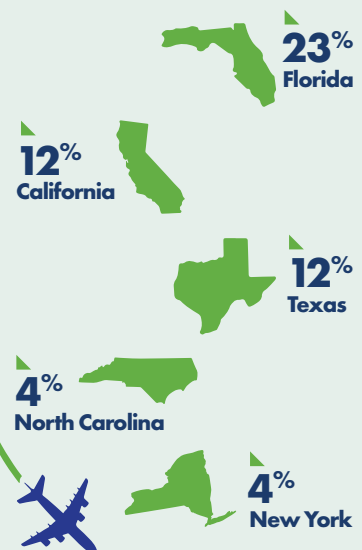 23%
Florida
12%
California
12%
Texas
4%
North Carolina
4%
New York